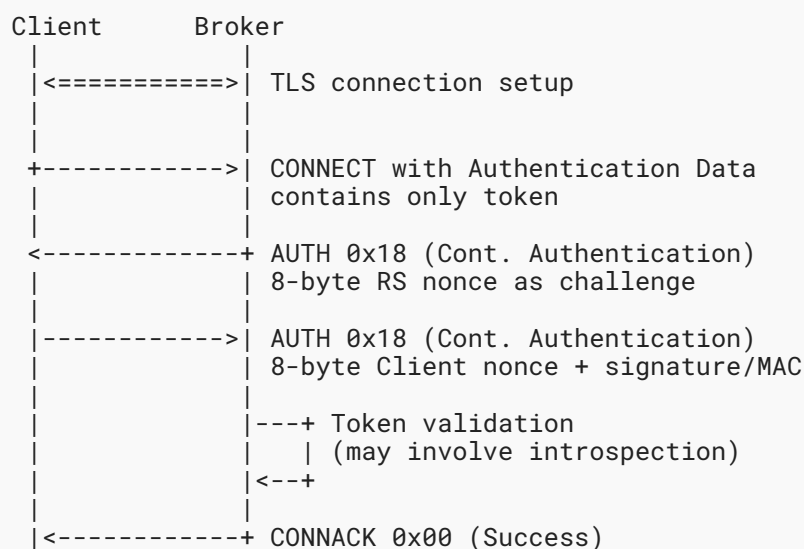 Client Broker
TLS connection setup
CONNECT with Authentication Data
contains only token
AUTH 0x18 (Cont. Authentication)
8-byte RS nonce as challenge
AUTH 0x18 (Cont. Authentication)
8-byte Client nonce + signature/MAC
Token validation
(may involve introspection)
CONNACK 0x00 (Success)